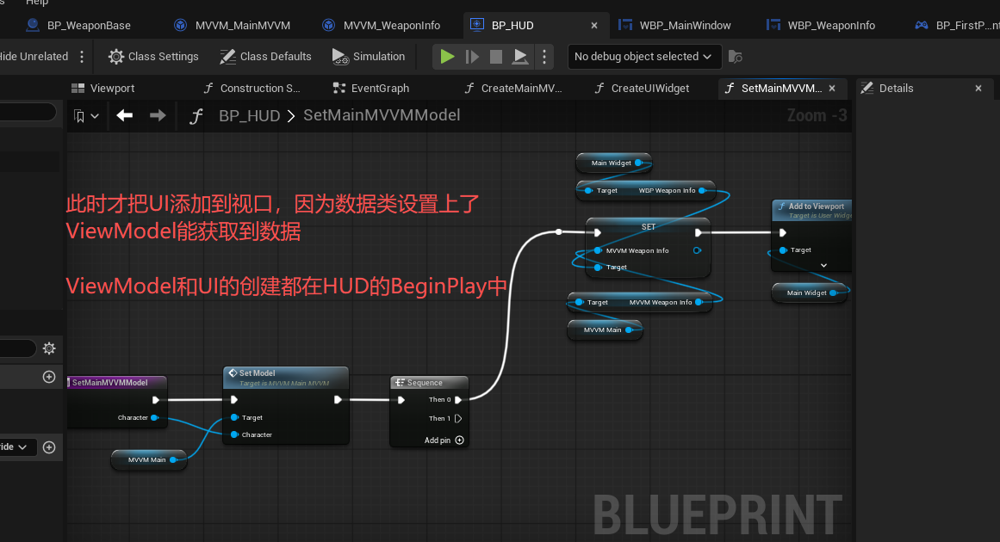 Help
BP_WeaponBase
MVVM_MainMVVM
MVVM_WeaponInfo
BP_HUD
WBP_MainWindow
WBP_WeaponInfo
BP_FirstP...nt
Hide Unrelated
Class Settings
Class Defaults
Simulation
No debug object selected
Viewport
Construction S...
EventGraph
CreateMainMV...
CreateUIWidget
SetMainMVVM...
Details
BP_HUD
SetMainMVVMModel
Zoom -3
Main Widget
Target
WBP Weapon Info
此时才把UI添加到视口，因为数据类设置上了
ViewModel能获取到数据
ViewModel和UI的创建都在HUD的BeginPlay中
SET
MVVM Weapon Info
Target
Add to Viewport
Target is User Widg
Target
Main Widget
Target
MVVM Weapon Info
MVVM Main
SetMainMVVMModel
Character
Set Model
Target is MVVM Main MVVM
Target
Character
Sequence
Then 0
Then 1
Add pin
MVVM Main
ride
BLUEPRINT